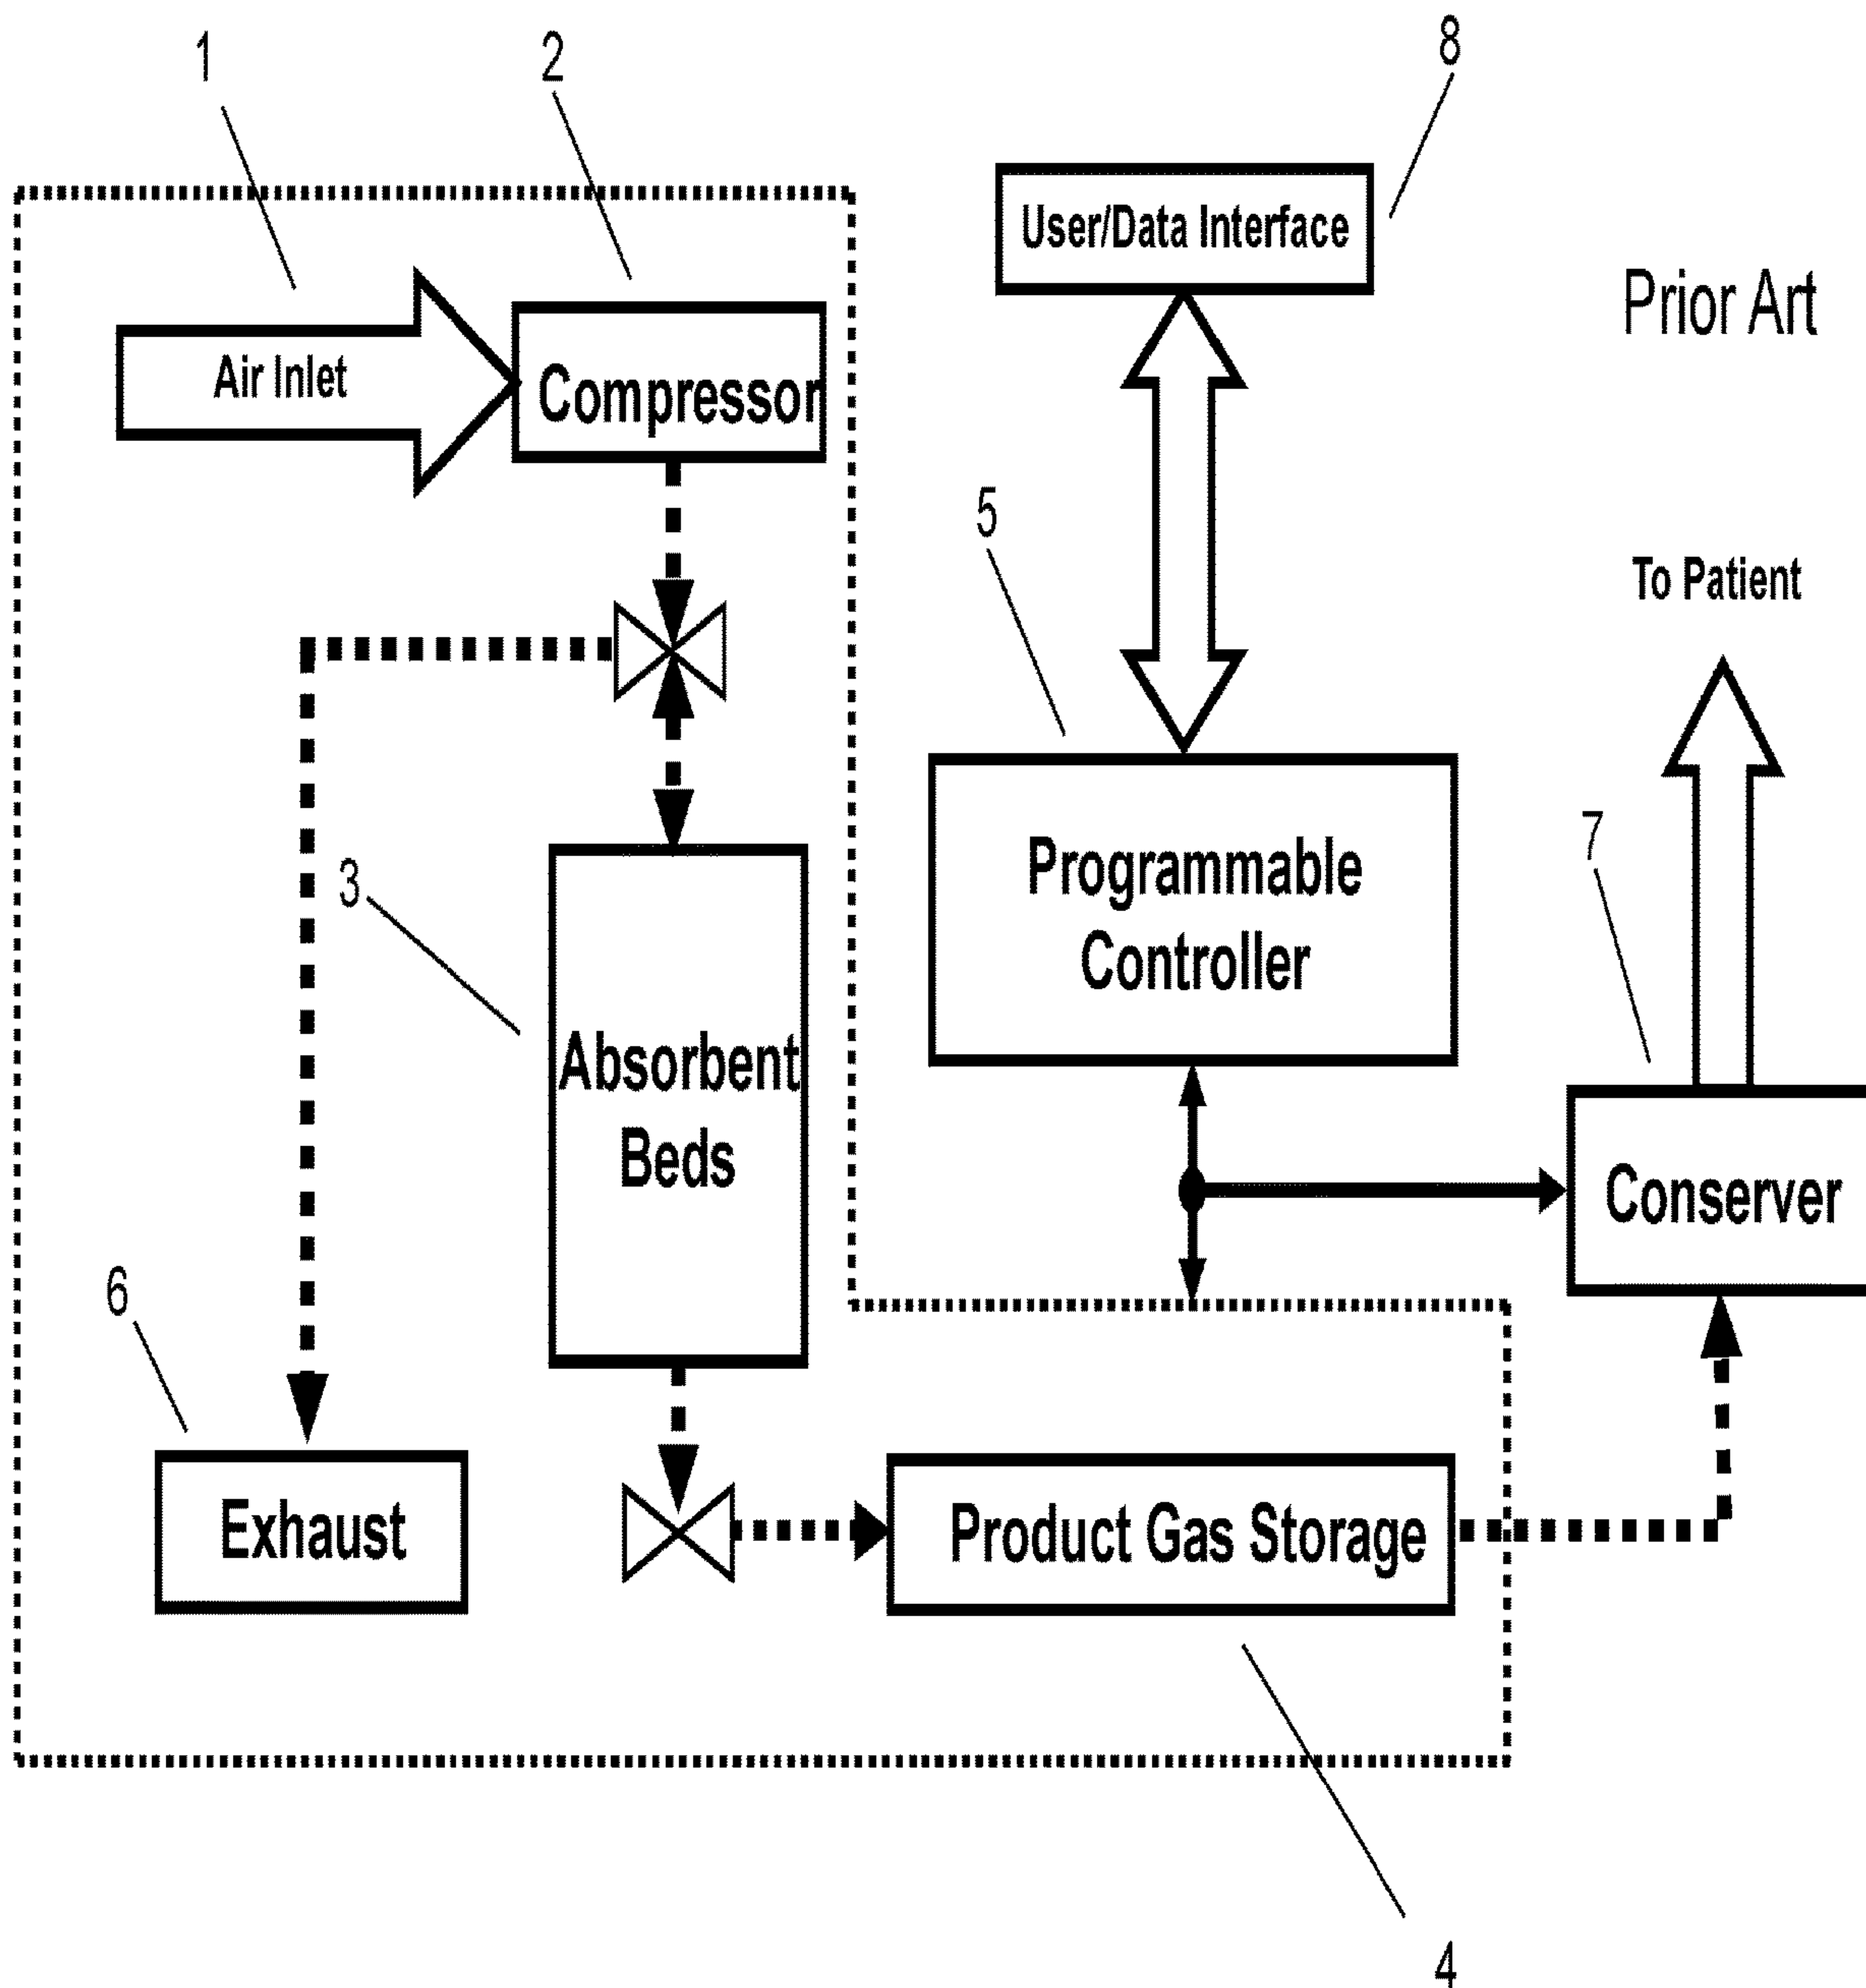 1
2
8
User/Data Interface
Prior Art
Air Inlet
Compressor
5
To Patient
7
Programmable
Controller
3
Absorbent
Beds
Conserver
6
Exhaust
Product Gas Storage
4